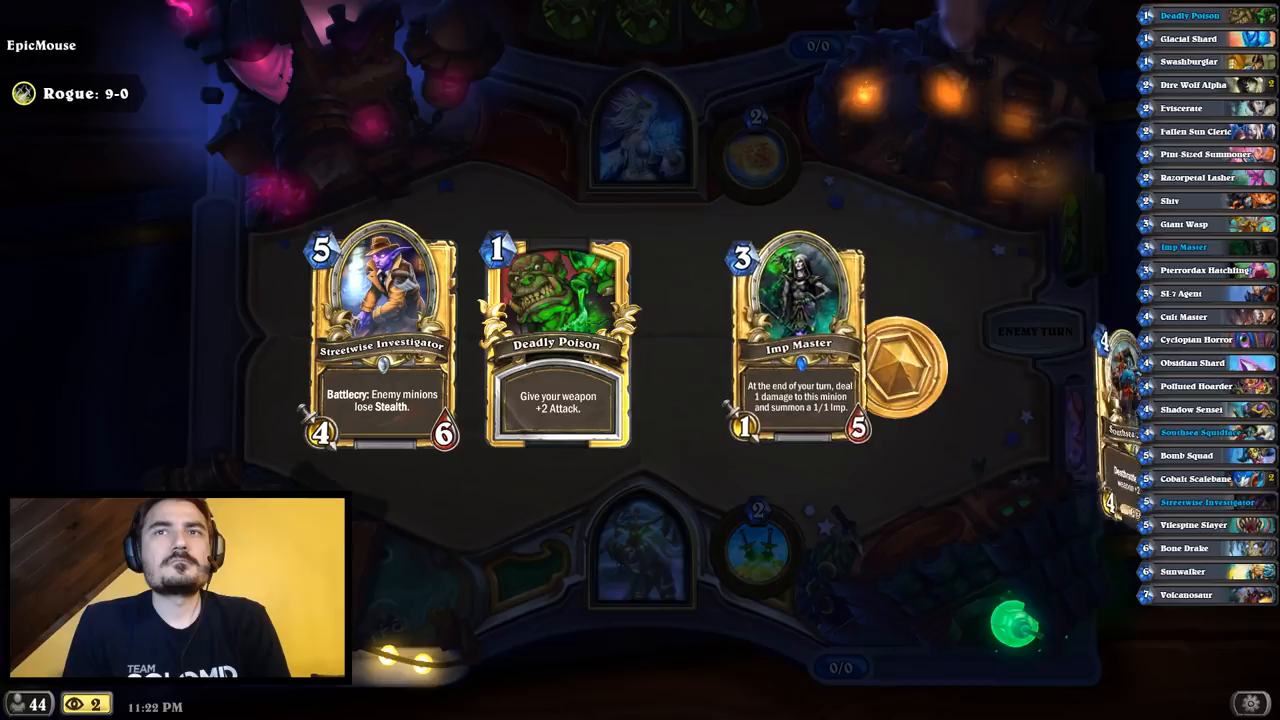 EpicMouse
Rogue: 9-0
0/0
2
5
Streetwise Investigator
Battlecry: Enemy minions
lose Stealth.
4
6
1
Deadly Poison
Give your weapon
+2 Attack.
3
Imp Master
At the end of your turn, deal
1 damage to this minion
and summon a 1/1 Imp.
1
5
ENEMY TURN
4
4
2
0/0
TEAM
44
2
11:22 PM
1 Deadly Poison
1 Glacial Shard
1 Swashburglar
2 Dire Wolf Alpha 2
2 Eviscerate
2 Fallen Sun Cleric
2 Pint-Sized Summoner
2 Razorpetal Lasher
2 Shiv
3 Giant Wasp
3 Imp Master
3 Pterrordax Hatchling
3 SI:7 Agent
4 Cult Master
4 Cyclopian Horror
4 Obsidian Shard
4 Polluted Hoarder
4 Shadow Sensei
4 Southsea Squidface
5 Bomb Squad
5 Cobalt Scalebane 2
5 Streetwise Investigator
5 Vilespine Slayer
6 Bone Drake
6 Sunwalker
7 Volcanosaur